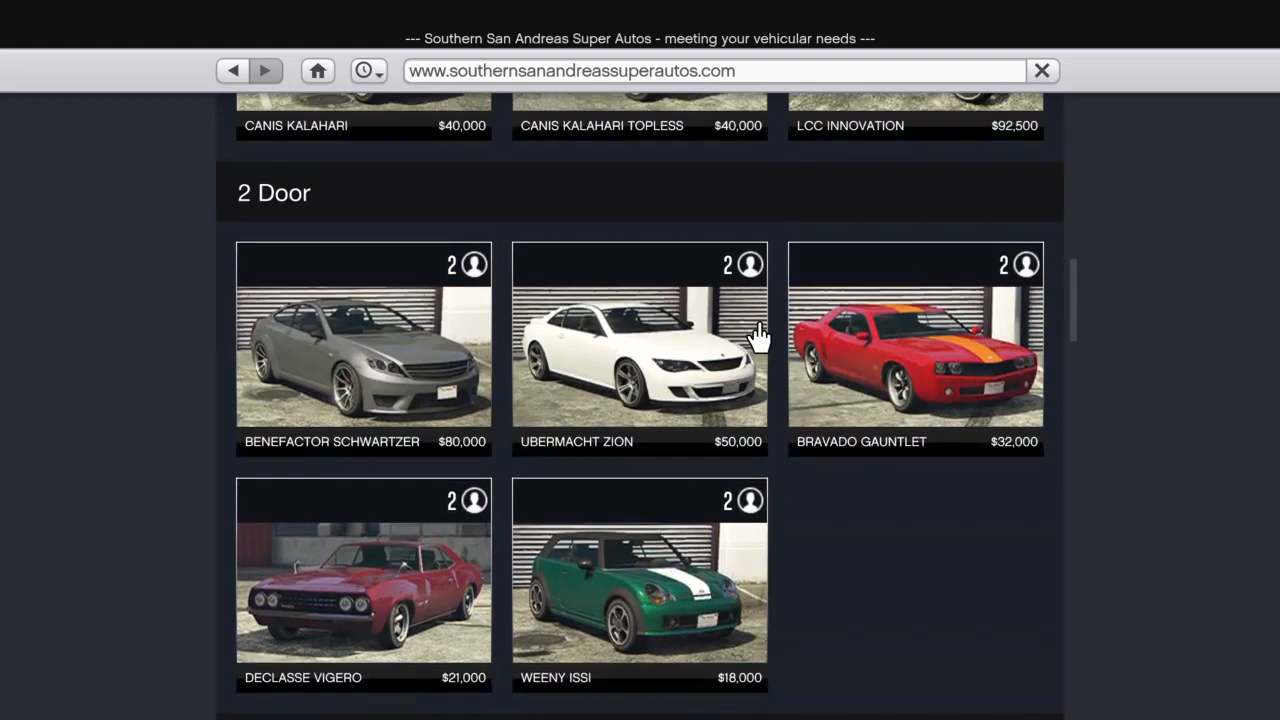 --- Southern San Andreas Super Autos - meeting your vehicular needs ---
www.southernsanandreassuperautos.com
CANIS KALAHARI $40,000
CANIS KALAHARI TOPLESS $40,000
LCC INNOVATION $92,500
2 Door
2
2
2
BENEFACTOR SCHWARTZER $80,000
UBERMACHT ZION $50,000
BRAVADO GAUNTLET $32,000
2
2
DECLASSE VIGERO $21,000
WEENY ISSI $18,000